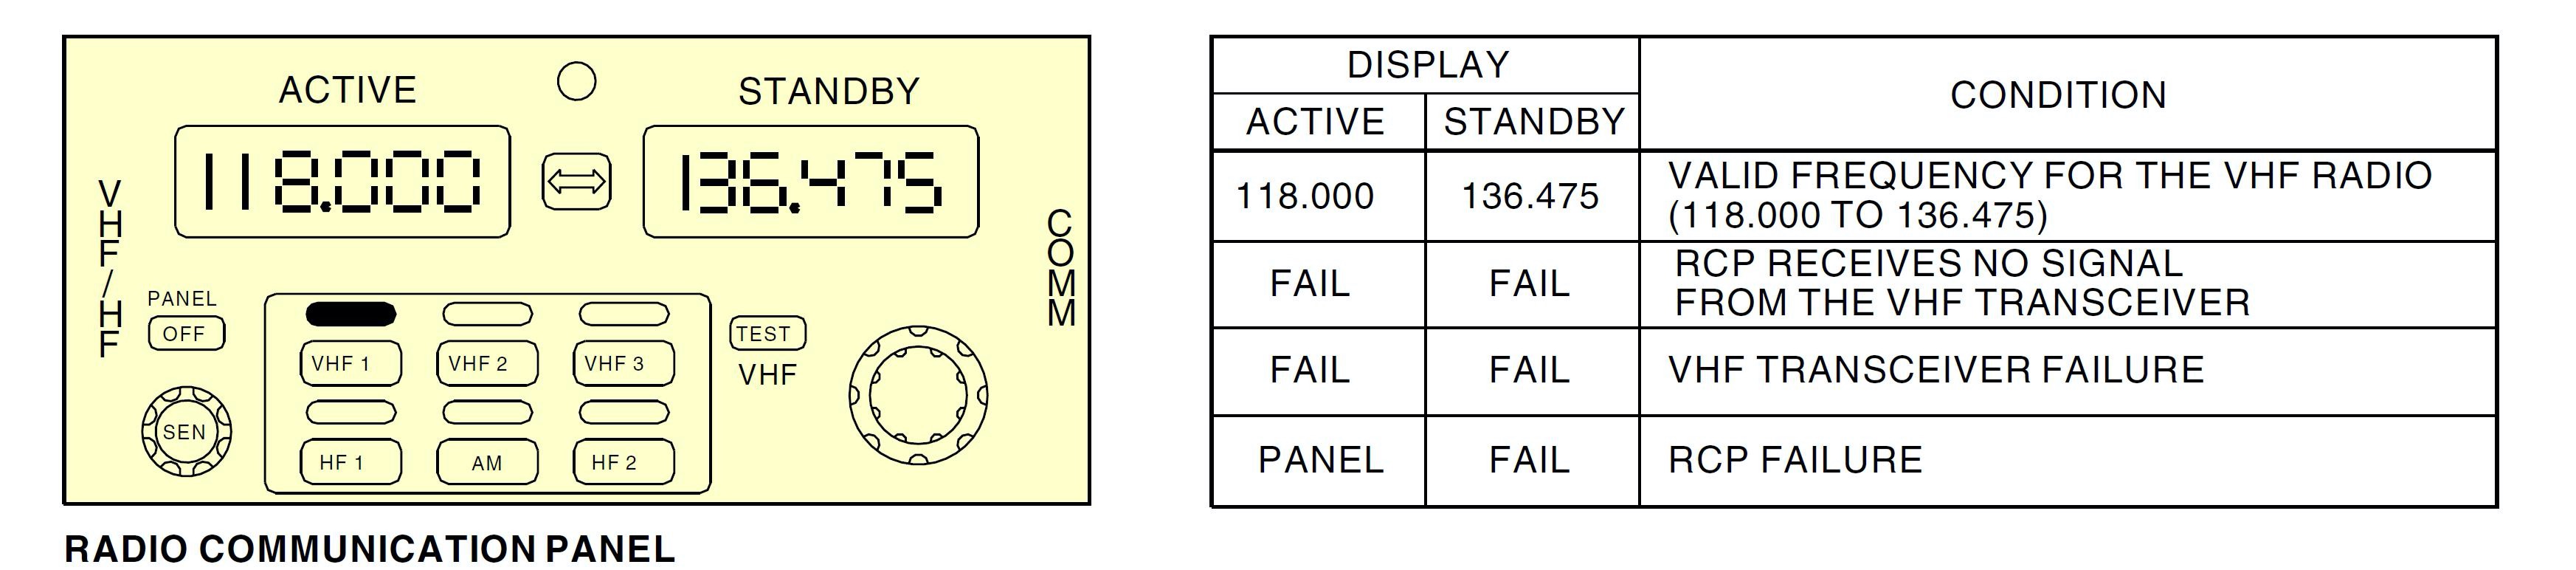 ACTIVE
STANDBY
118.000
136.475
VHF/HF
COMM
PANEL
OFF
SEN
VHF 1
VHF 2
VHF 3
HF 1
AM
HF 2
TEST
VHF
RADIO COMMUNICATION PANEL
DISPLAY
CONDITION
ACTIVE
STANDBY
118.000
136.475
VALID FREQUENCY FOR THE VHF RADIO
(118.000 TO 136.475)
FAIL
FAIL
RCP RECEIVES NO SIGNAL
FROM THE VHF TRANSCEIVER
FAIL
FAIL
VHF TRANSCEIVER FAILURE
PANEL
FAIL
RCP FAILURE